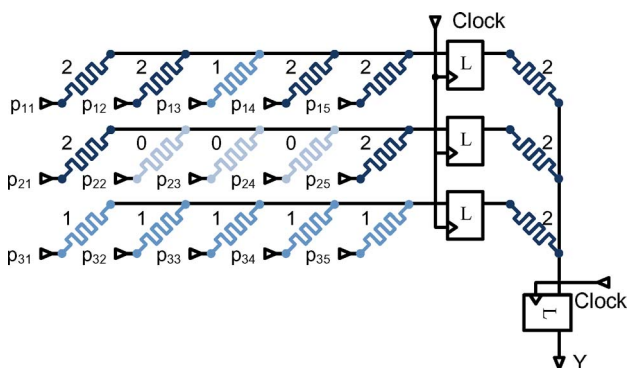 Clock
2 2 1 2 2 L 2
p11 p12 p13 p14 p15
2 0 0 0 2 L 2
p21 p22 p23 p24 p25
1 1 1 1 1 L 2
p31 p32 p33 p34 p35
Clock
L
Y